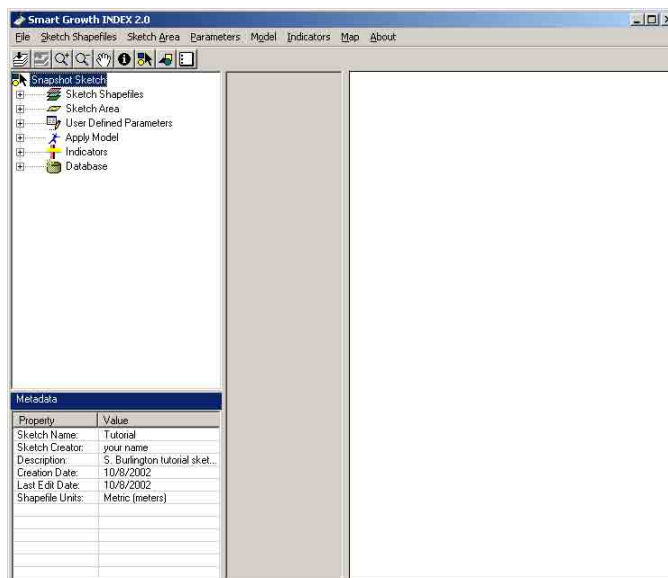 Smart Growth INDEX 2.0
File Sketch Shapefiles Sketch Area Parameters Model Indicators Map About
Snapshot Sketch
Sketch Shapefiles
Sketch Area
User Defined Parameters
Apply Model
Indicators
Database
Metadata
Property Value
Sketch Name: Tutorial
Sketch Creator: your name
Description: S. Burlington tutorial sket...
Creation Date: 10/8/2002
Last Edit Date: 10/8/2002
Shapefile Units: Metric (meters)